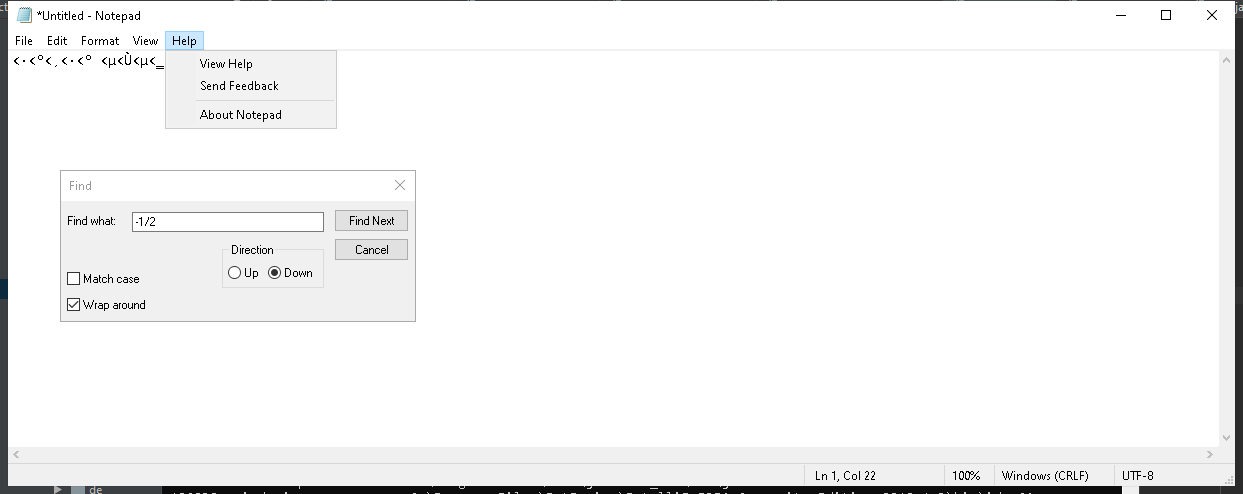 *Untitled - Notepad
File Edit Format View Help
<·<º<¸<·<º <µ<Ù<µ<_
View Help
Send Feedback
About Notepad
Find
Find what: -1/2 Find Next
Direction Cancel
Up Down
Match case
Wrap around
Ln 1, Col 22 100% Windows (CRLF) UTF-8
de